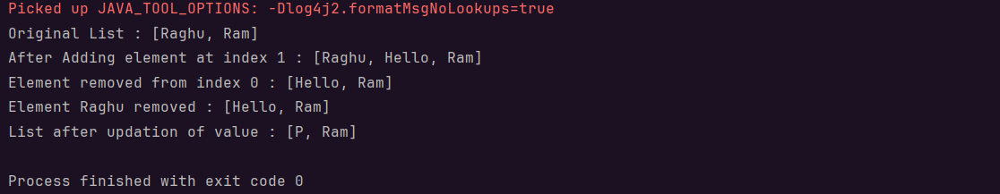 Picked up JAVA_TOOL_OPTIONS: -Dlog4j2.formatMsgNoLookups=true
Original List : [Raghu, Ram]
After Adding element at index 1 : [Raghu, Hello, Ram]
Element removed from index 0 : [Hello, Ram]
Element Raghu removed : [Hello, Ram]
List after updation of value : [P, Ram]
Process finished with exit code 0